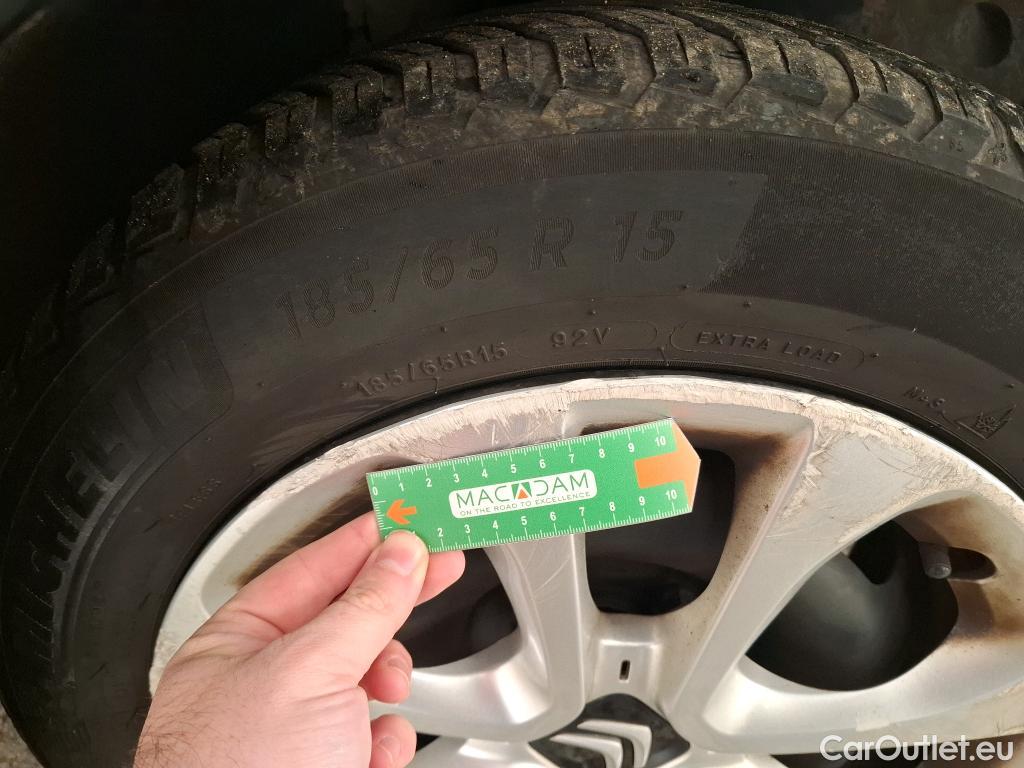 185/65 R 15
185/65R15 92V EXTRA LOAD
MICHELIN
0 1 2 3 4 5 6 7 8 9 10
MACADAM
ON THE ROAD TO EXCELLENCE
2 3 4 5 6 7 8 9 10
CarOutlet.eu